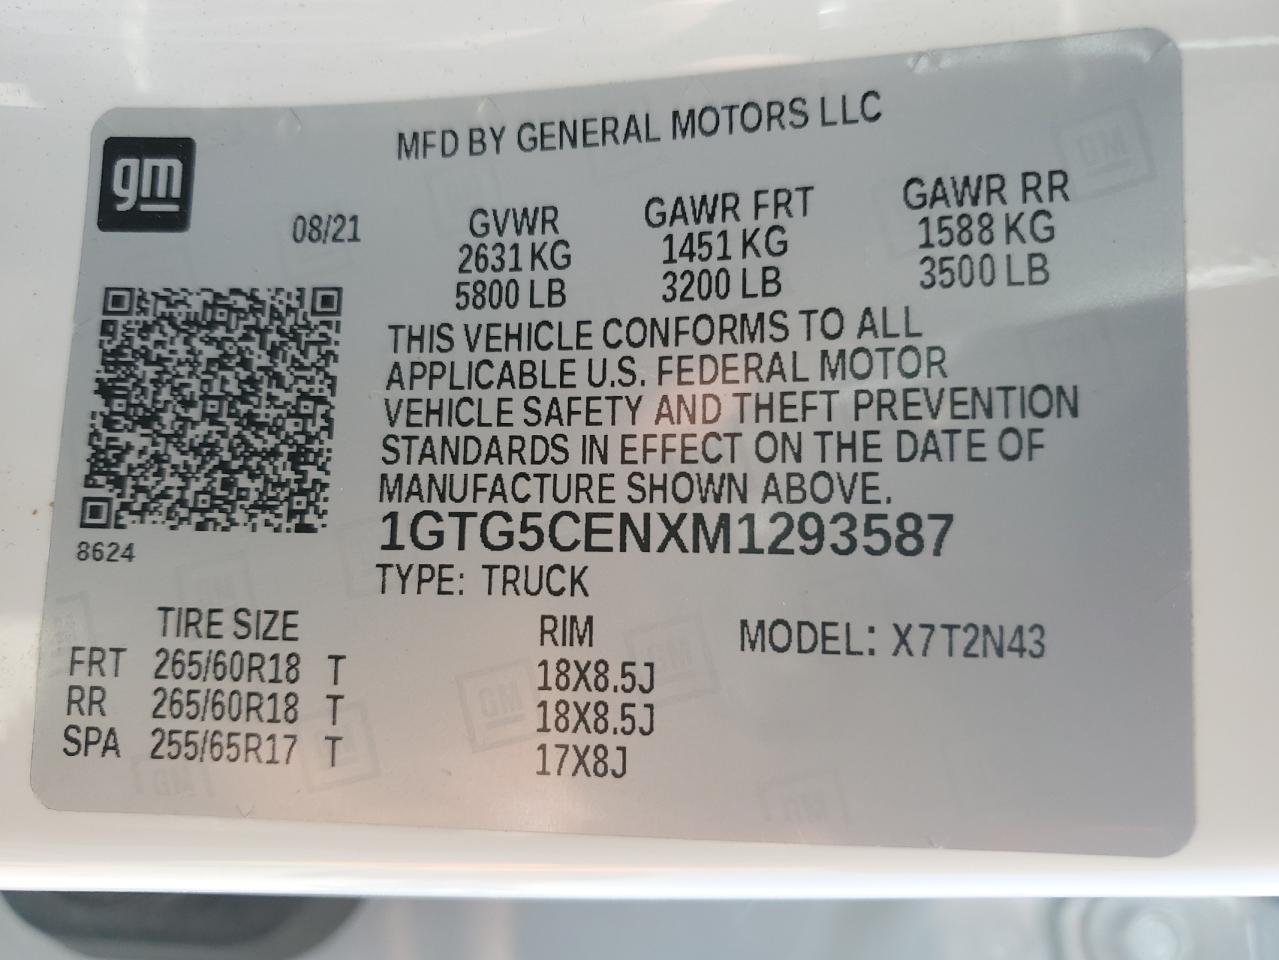 MFD BY GENERAL MOTORS LLC
gm
08/21
GVWR GAWR FRT GAWR RR
2631 KG 1451 KG 1588 KG
5800 LB 3200 LB 3500 LB
THIS VEHICLE CONFORMS TO ALL
APPLICABLE U.S. FEDERAL MOTOR
VEHICLE SAFETY AND THEFT PREVENTION
STANDARDS IN EFFECT ON THE DATE OF
MANUFACTURE SHOWN ABOVE.
1GTG5CENXM1293587
8624
TYPE: TRUCK
TIRE SIZE RIM MODEL: X7T2N43
FRT 265/60R18 T 18X8.5J
RR 265/60R18 T 18X8.5J
SPA 255/65R17 T 17X8J